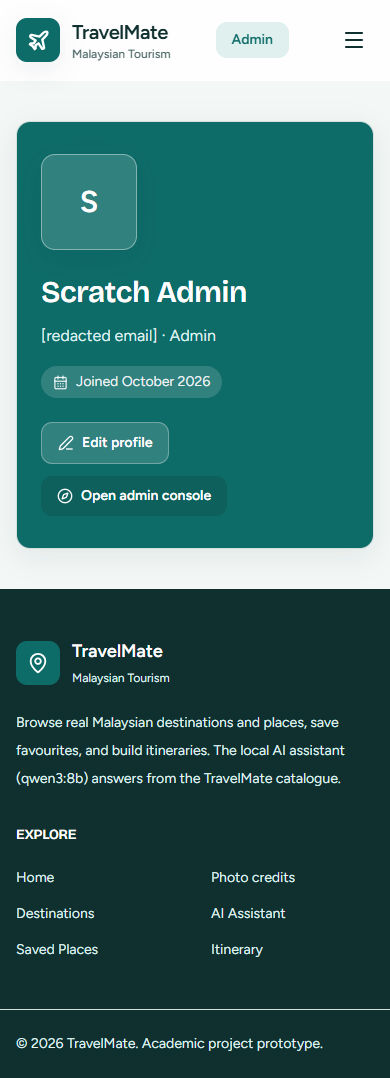 TravelMate
Malaysian Tourism
Admin
S
Scratch Admin
[redacted email] · Admin
Joined October 2026
Edit profile
Open admin console
TravelMate
Malaysian Tourism
Browse real Malaysian destinations and places, save
favourites, and build itineraries. The local AI assistant
(qwen3:8b) answers from the TravelMate catalogue.
EXPLORE
Home
Photo credits
Destinations
AI Assistant
Saved Places
Itinerary
© 2026 TravelMate. Academic project prototype.